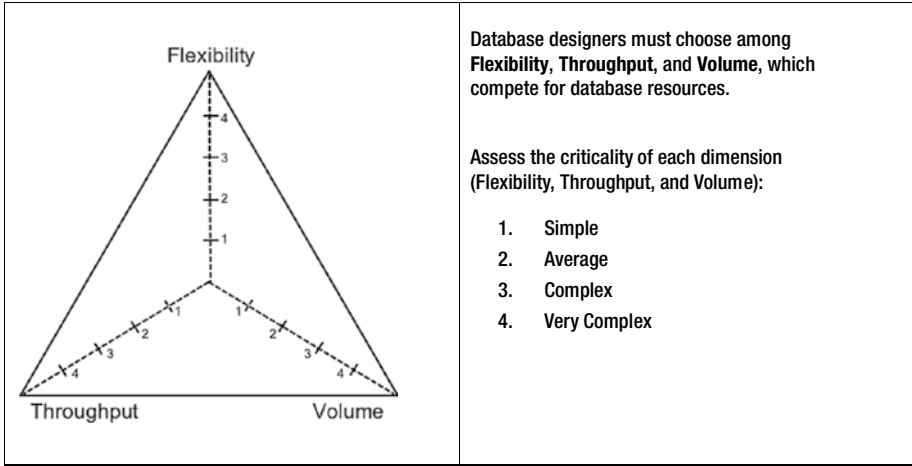 Flexibility
4
3
2
1
1
2
3
4
1
2
3
4
Throughput
Volume
Database designers must choose among
Flexibility, Throughput, and Volume, which
compete for database resources.
Assess the criticality of each dimension
(Flexibility, Throughput, and Volume):
1. Simple
2. Average
3. Complex
4. Very Complex